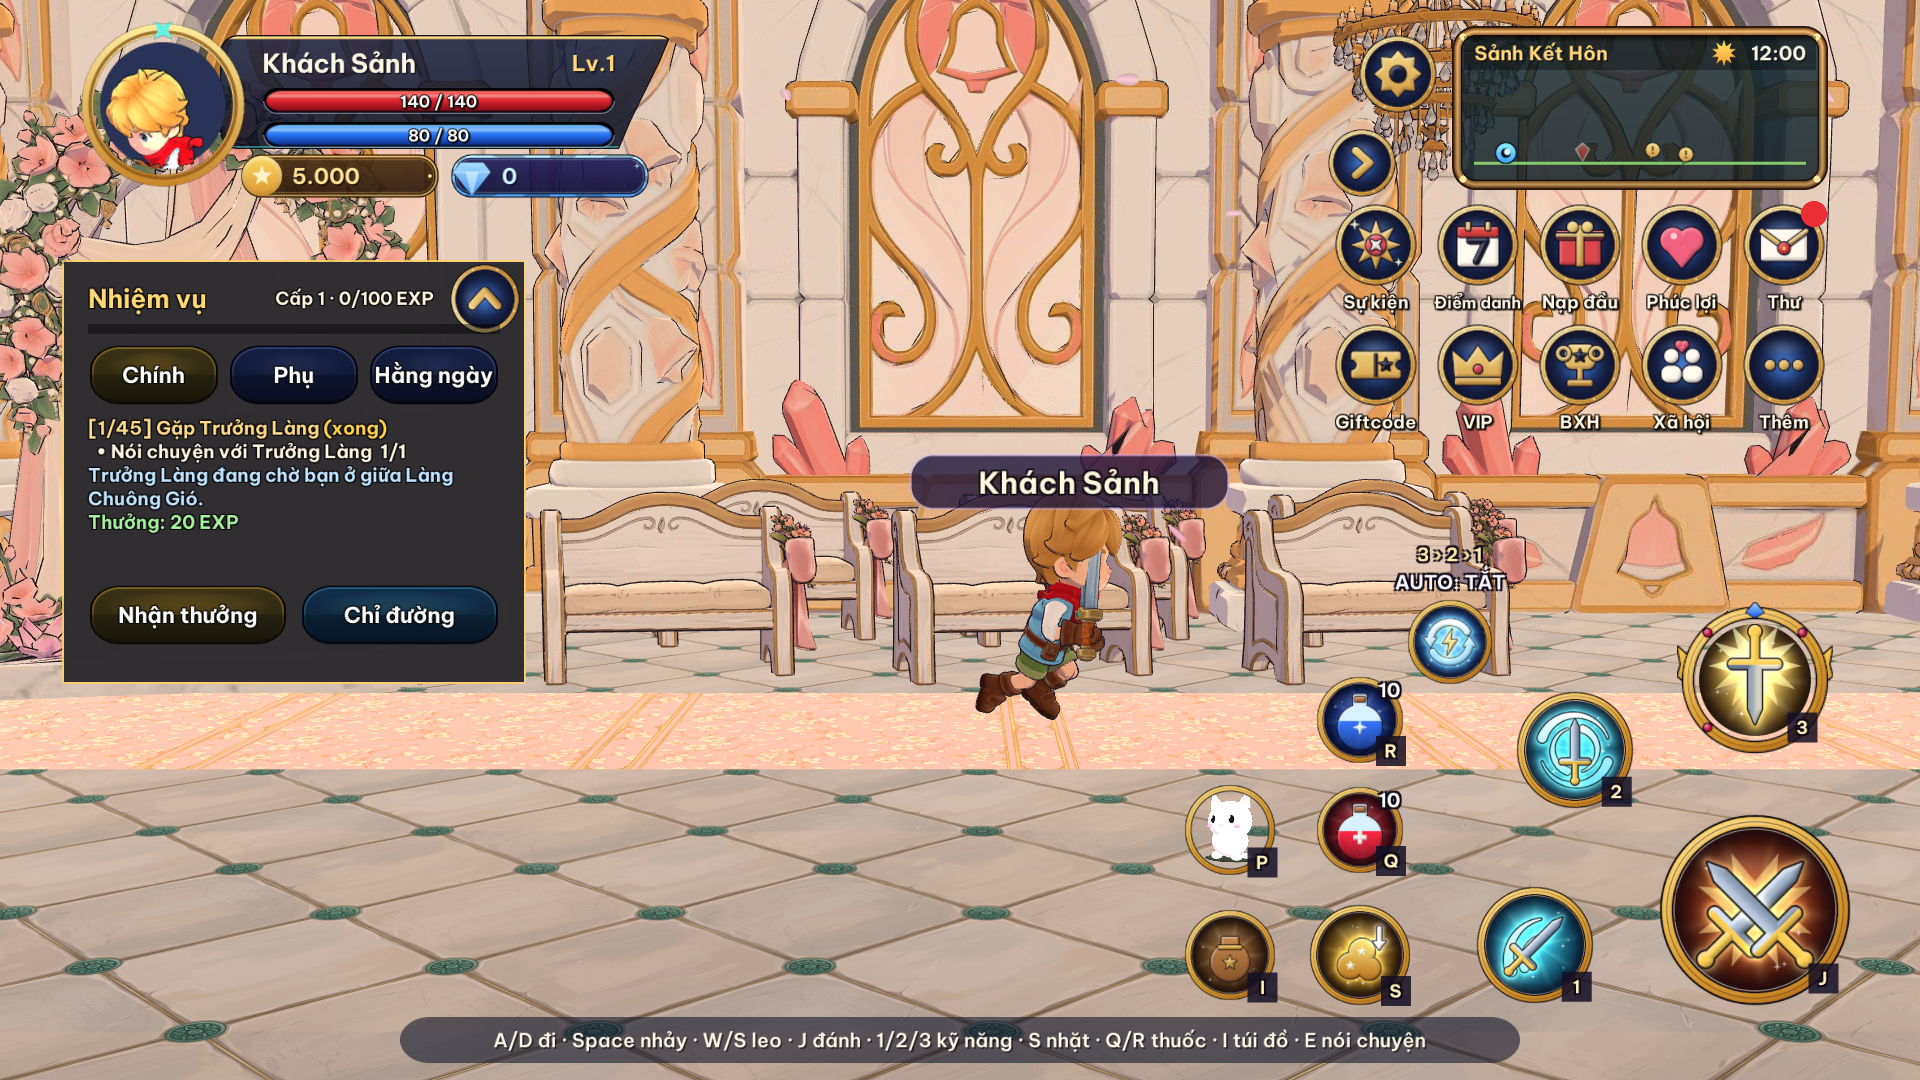 Khách Sảnh
Lv.1
140 / 140
80 / 80
5.000
0
Sảnh Kết Hôn
12:00
7
Sự kiện
Điểm danh
Nạp đầu
Phúc lợi
Thư
Giftcode
VIP
BXH
Xã hội
Thêm
Nhiệm vụ
Cấp 1 · 0/100 EXP
Chính
Phụ
Hằng ngày
[1/45] Gặp Trưởng Làng (xong)
• Nói chuyện với Trưởng Làng 1/1
Trưởng Làng đang chờ bạn ở giữa Làng
Chuông Gió.
Thưởng: 20 EXP
Nhận thưởng
Chỉ đường
Khách Sảnh
3›2›1
AUTO: TẮT
10
R
3
2
10
Q
P
I
S
1
J
A/D đi · Space nhảy · W/S leo · J đánh · 1/2/3 kỹ năng · S nhặt · Q/R thuốc · I túi đồ · E nói chuyện